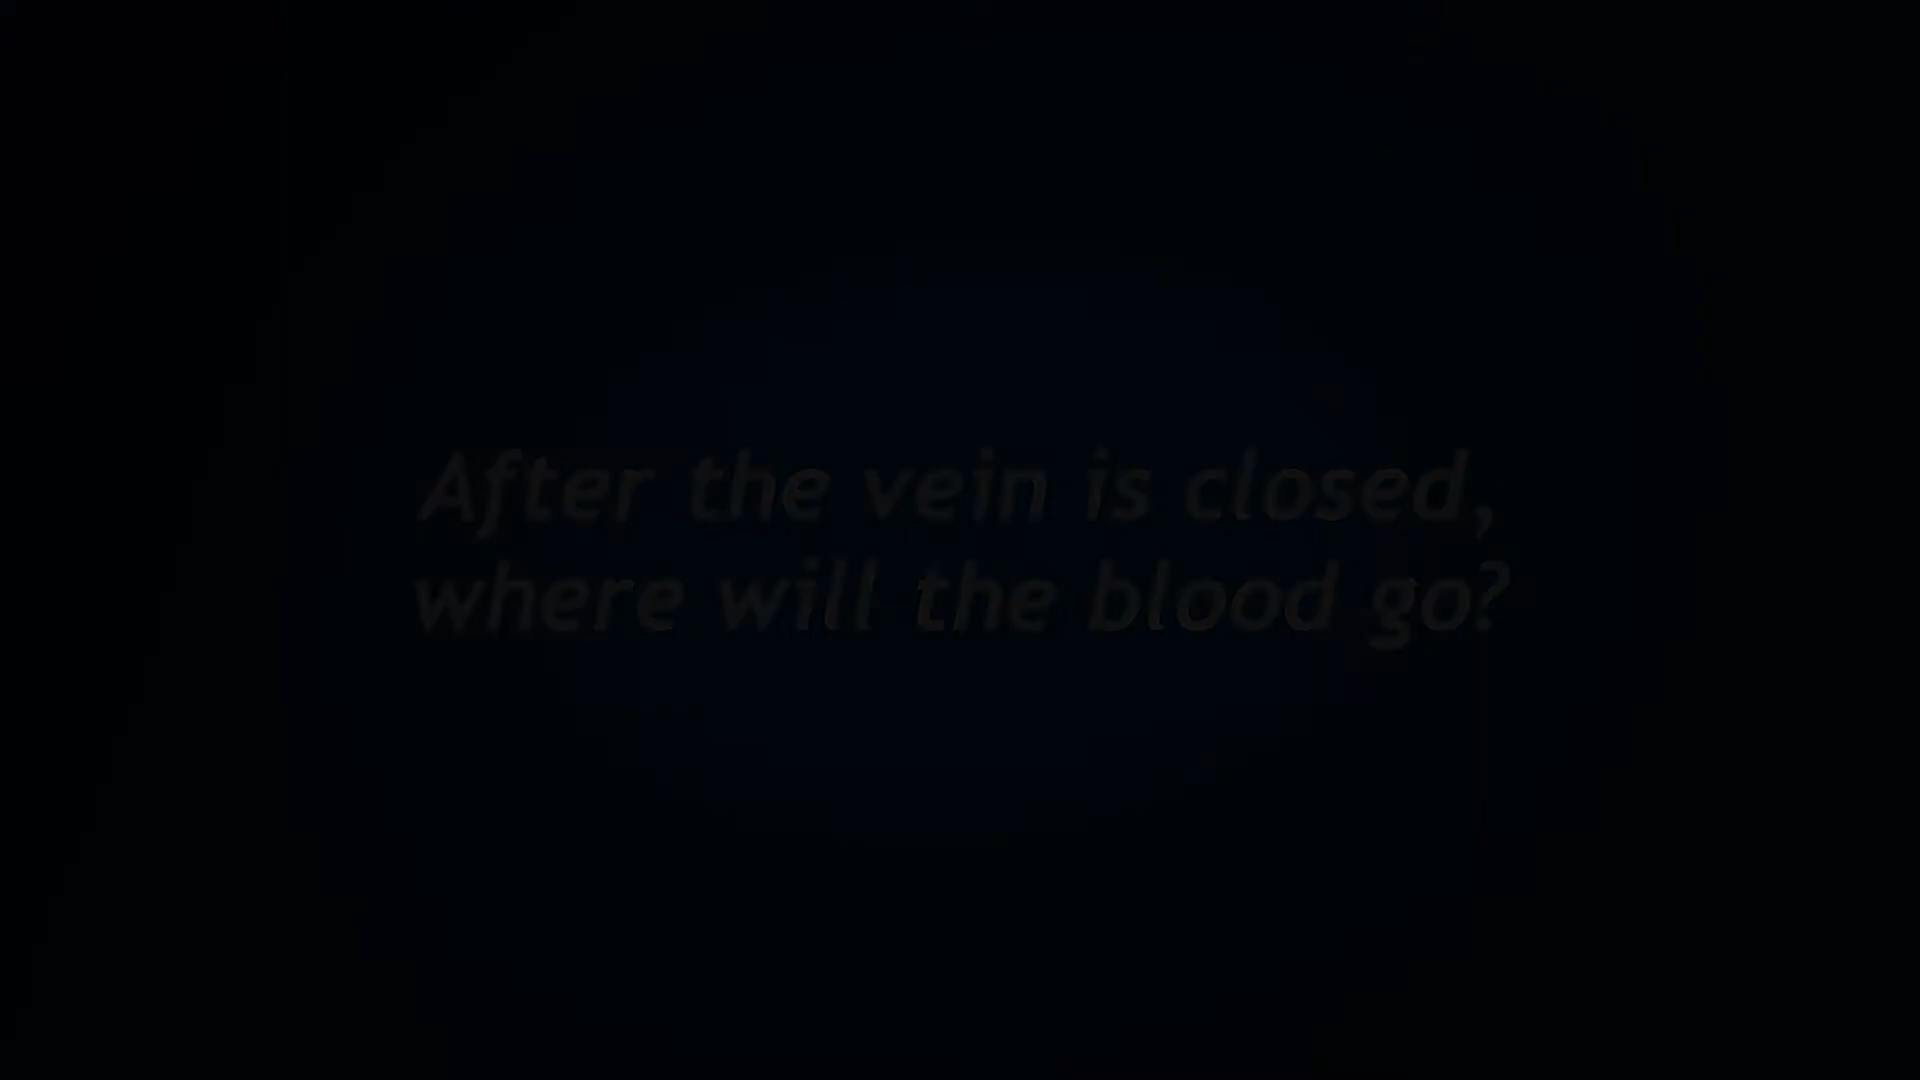 After the vein is closed,
where will the blood go?